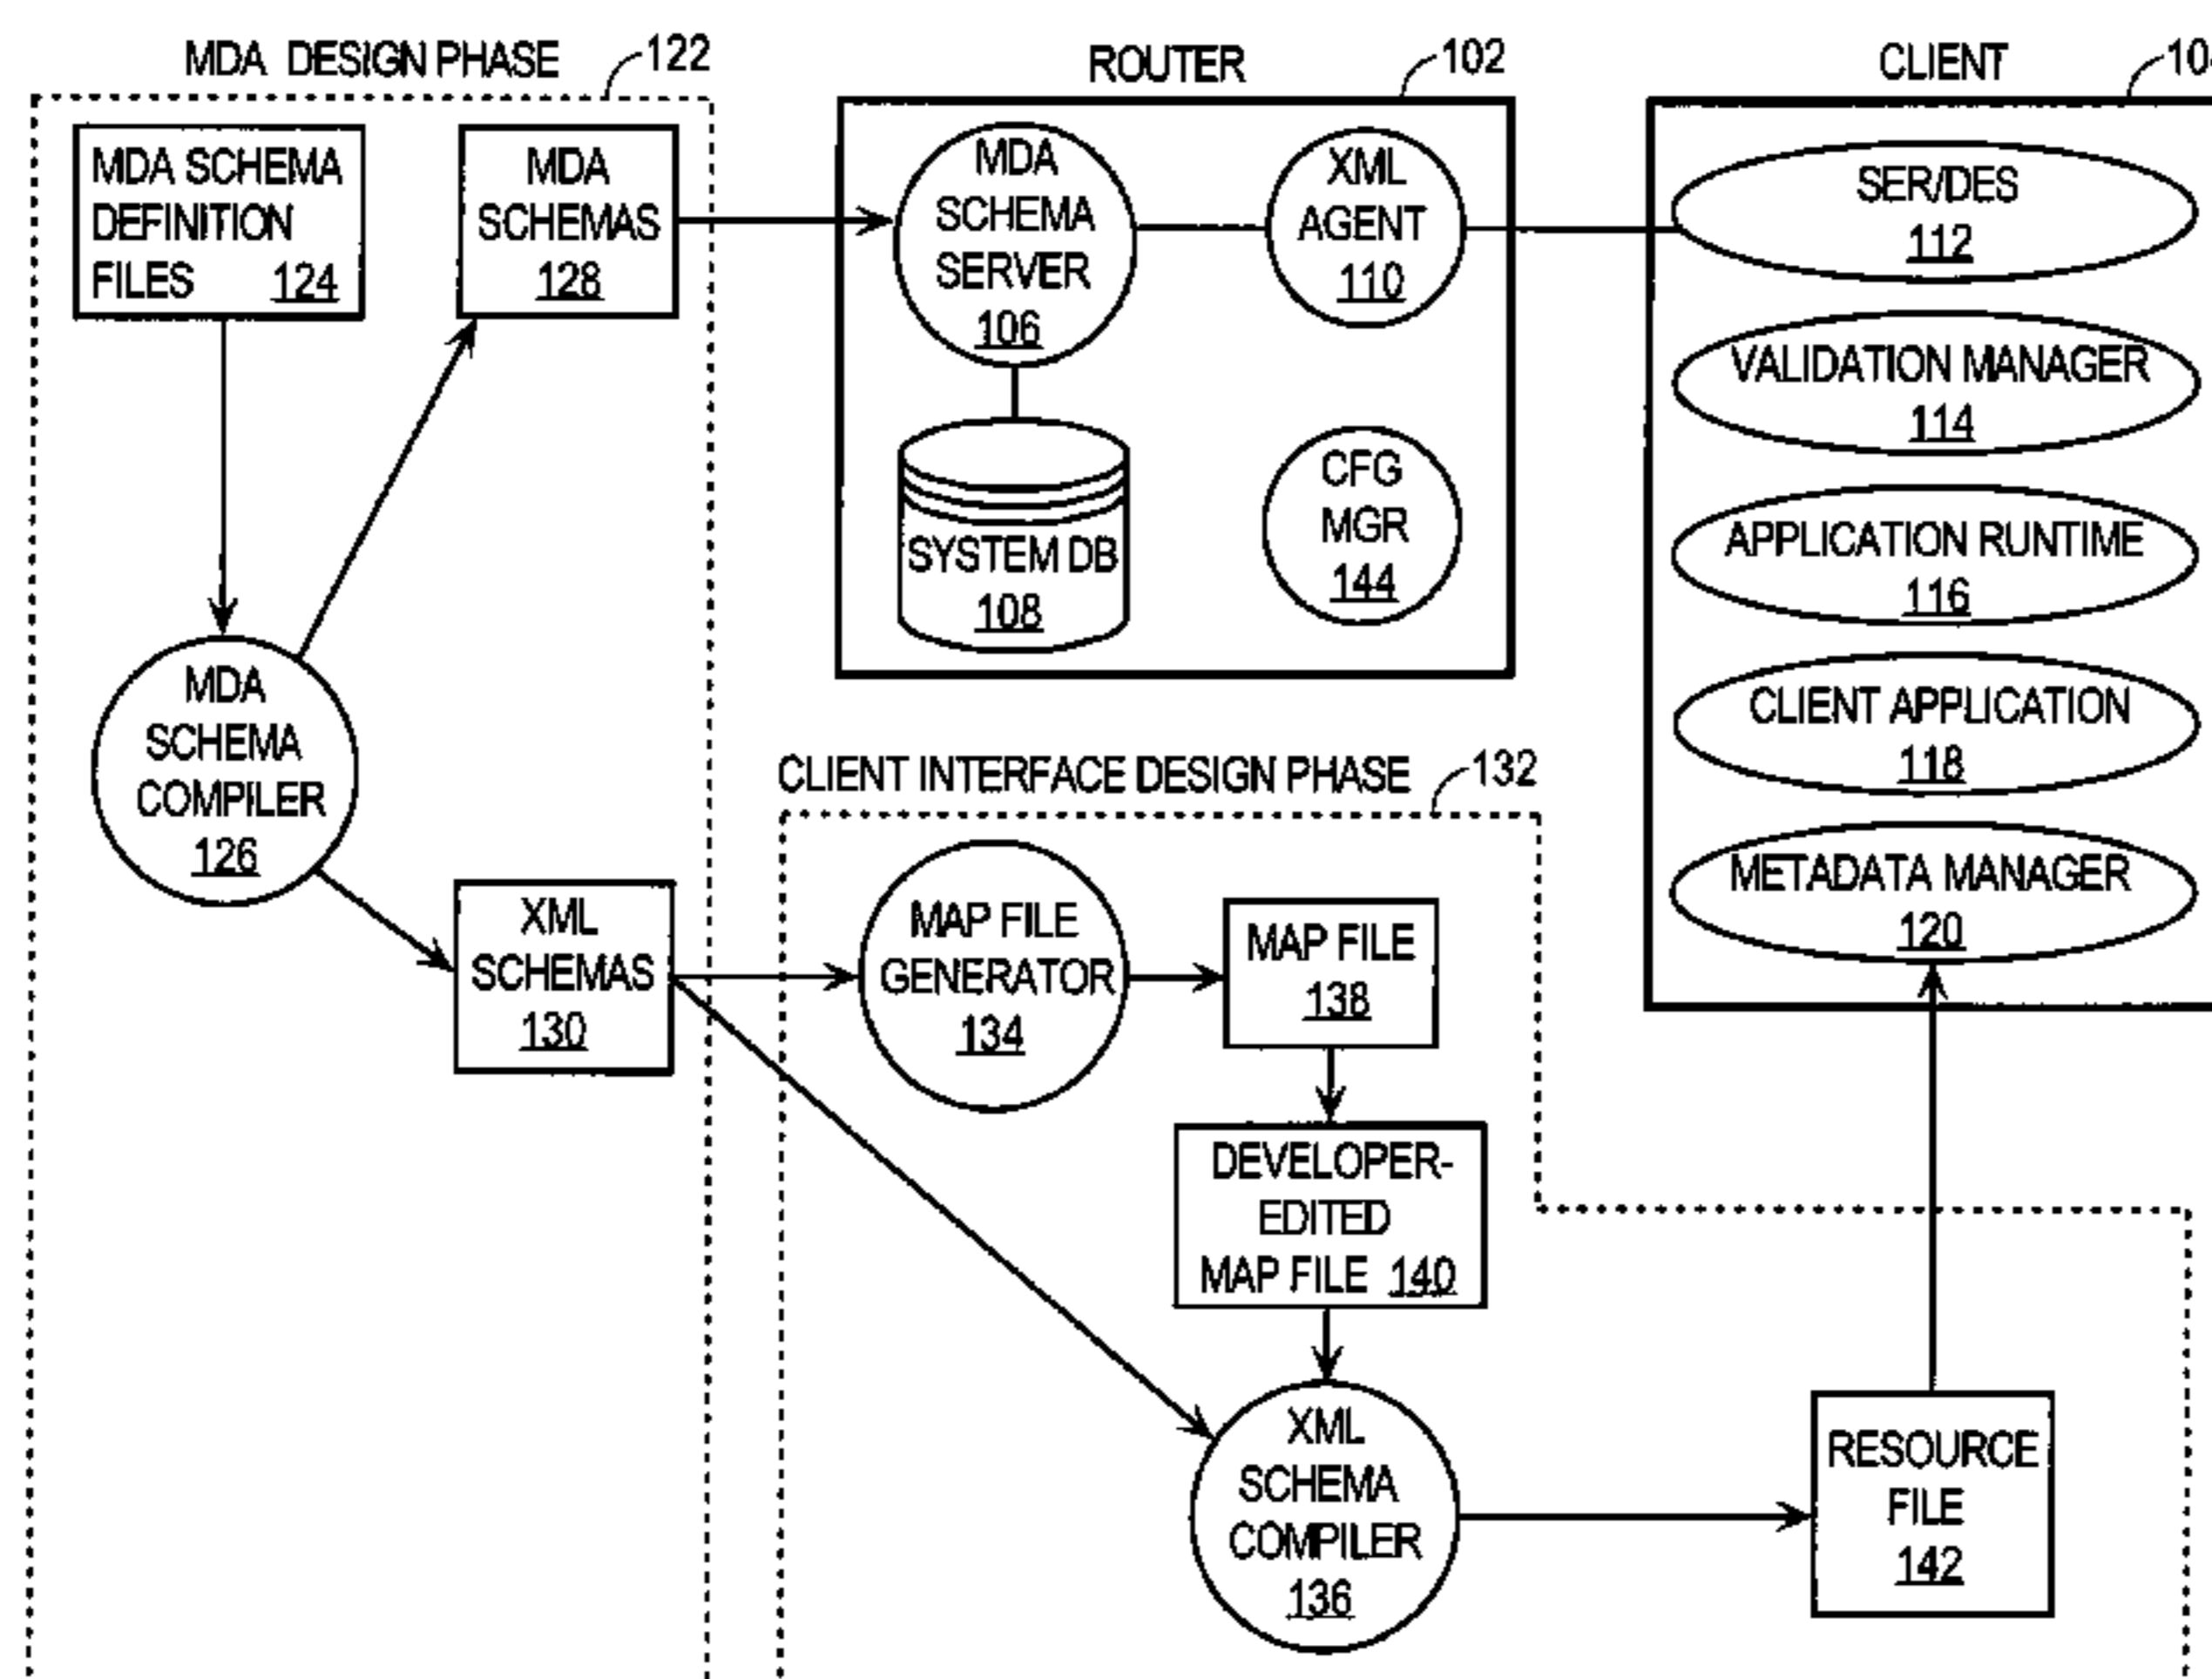 MDA DESIGN PHASE 122
MDA SCHEMA
DEFINITION
FILES 124
MDA
SCHEMAS
128
MDA
SCHEMA
COMPILER
126
XML
SCHEMAS
130
ROUTER 102
MDA
SCHEMA
SERVER
106
XML
AGENT
110
SYSTEM DB
108
CFG
MGR
144
CLIENT
SER/DES
112
VALIDATION MANAGER
114
APPLICATION RUNTIME
116
CLIENT APPLICATION
118
METADATA MANAGER
120
CLIENT INTERFACE DESIGN PHASE 132
MAP FILE
GENERATOR
134
MAP FILE
138
DEVELOPER-
EDITED
MAP FILE 140
XML
SCHEMA
COMPILER
136
RESOURCE
FILE
142